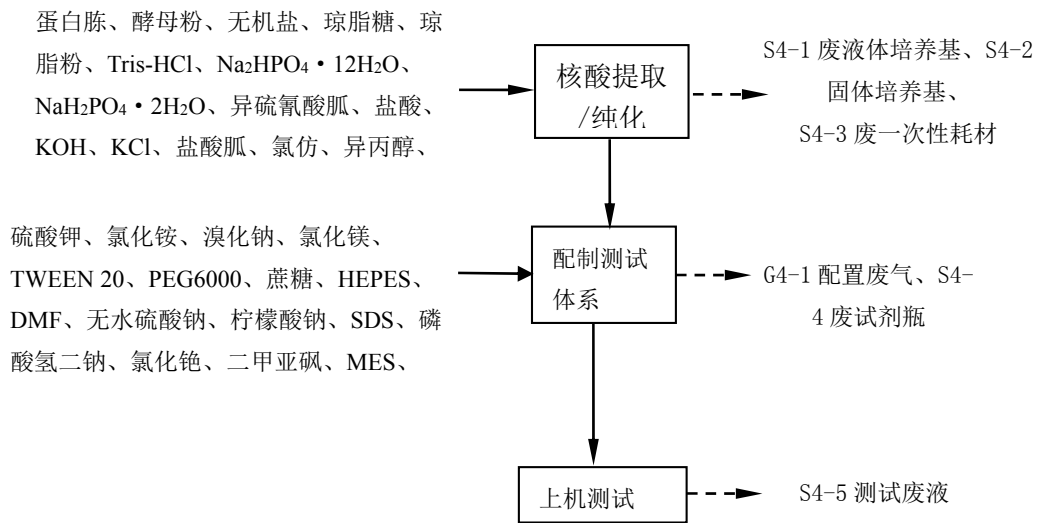 蛋白胨、酵母粉、无机盐、琼脂糖、琼
脂粉、Tris-HCl、Na₂HPO₄·12H₂O、
NaH₂PO₄·2H₂O、异硫氰酸胍、盐酸、
KOH、KCl、盐酸胍、氯仿、异丙醇、
核酸提取
/纯化
S4-1 废液体培养基、S4-2
固体培养基、
S4-3 废一次性耗材
硫酸钾、氯化铵、溴化钠、氯化镁、
TWEEN 20、PEG6000、蔗糖、HEPES、
DMF、无水硫酸钠、柠檬酸钠、SDS、磷
酸氢二钠、氯化铯、二甲亚砜、MES、
配制测试
体系
G4-1 配置废气、S4-
4 废试剂瓶
上机测试
S4-5 测试废液